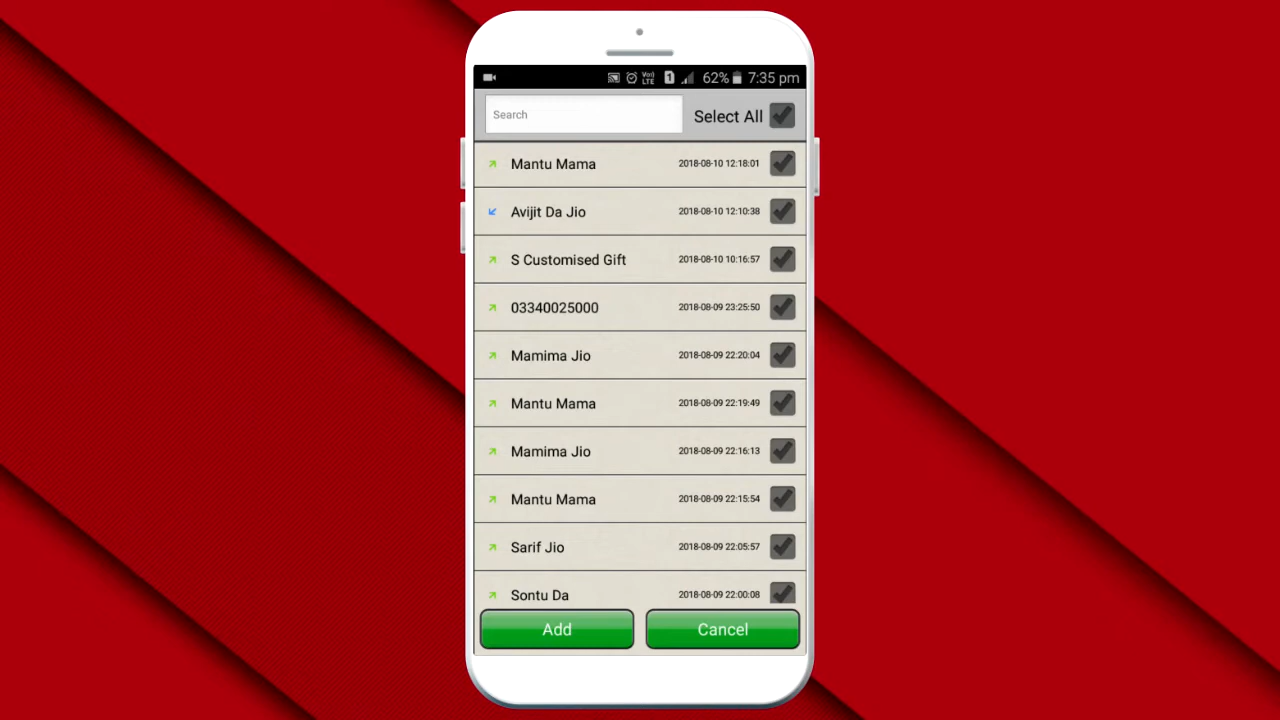 Vo)) LTE 1 62% 7:35 pm
Search Select All
Mantu Mama 2018-08-10 12:18:01
Avijit Da Jio 2018-08-10 12:10:38
S Customised Gift 2018-08-10 10:16:57
03340025000 2018-08-09 23:25:50
Mamima Jio 2018-08-09 22:20:04
Mantu Mama 2018-08-09 22:19:49
Mamima Jio 2018-08-09 22:16:13
Mantu Mama 2018-08-09 22:15:54
Sarif Jio 2018-08-09 22:05:57
Sontu Da 2018-08-09 22:00:08
Add Cancel